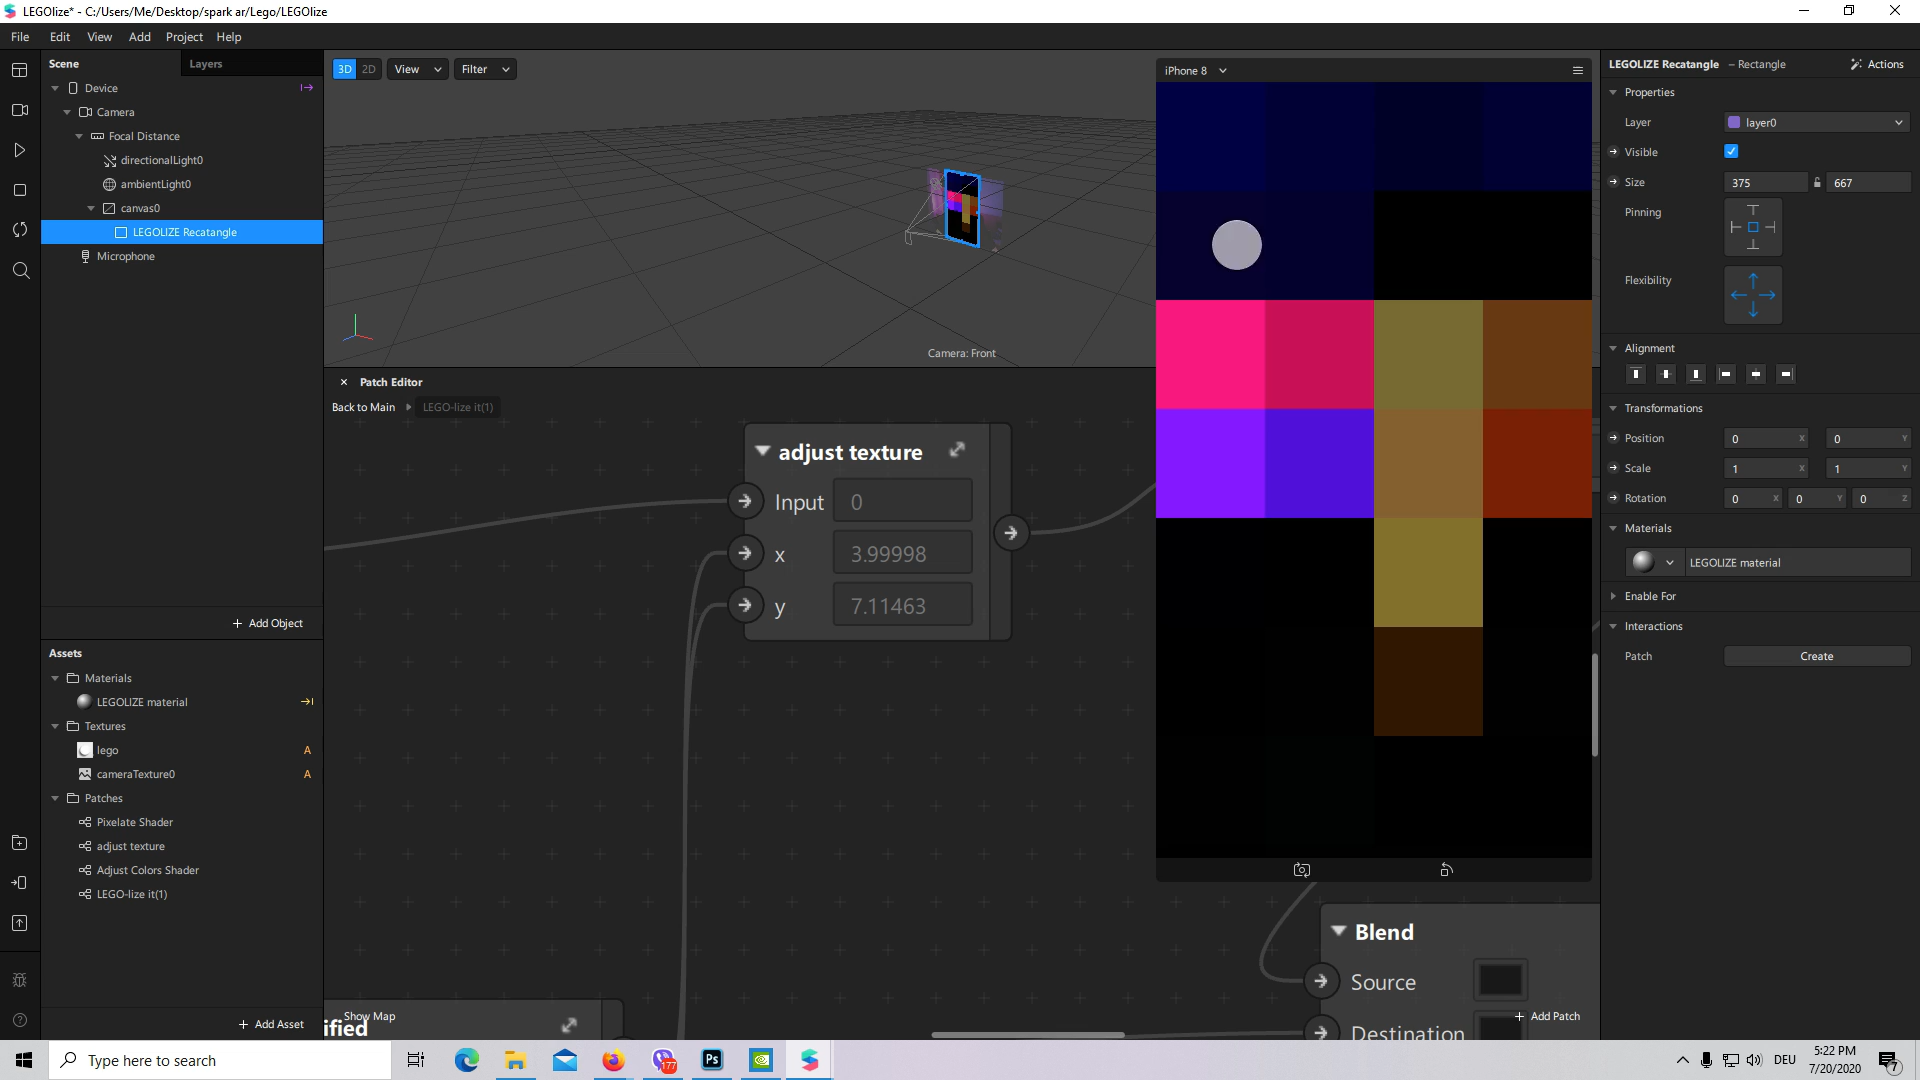 LEGOlize* - C:/Users/Me/Desktop/spark ar/Lego/LEGOlize
File Edit View Add Project Help
Scene Layers
Device
Camera
Focal Distance
directionalLight0
ambientLight0
canvas0
LEGOLIZE Recatangle
Microphone
+ Add Object
Assets
Materials
LEGOLIZE material
Textures
lego A
cameraTexture0 A
Patches
Pixelate Shader
adjust texture
Adjust Colors Shader
LEGO-lize it(1)
+ Add Asset
3D 2D View Filter
Camera: Front
Patch Editor
Back to Main LEGO-lize it(1)
adjust texture
Input 0
x 3.99998
y 7.11463
Show Map
ified
iPhone 8
Blend
Source
Destination
+ Add Patch
LEGOLIZE Recatangle – Rectangle Actions
Properties
Layer layer0
Visible
Size 375 667
Pinning
Flexibility
Alignment
Transformations
Position 0 X 0 Y
Scale 1 X 1 Y
Rotation 0 X 0 Y 0 Z
Materials
LEGOLIZE material
Enable For
Interactions
Patch Create
Type here to search
177
Ps
DEU
5:22 PM
7/20/2020
7